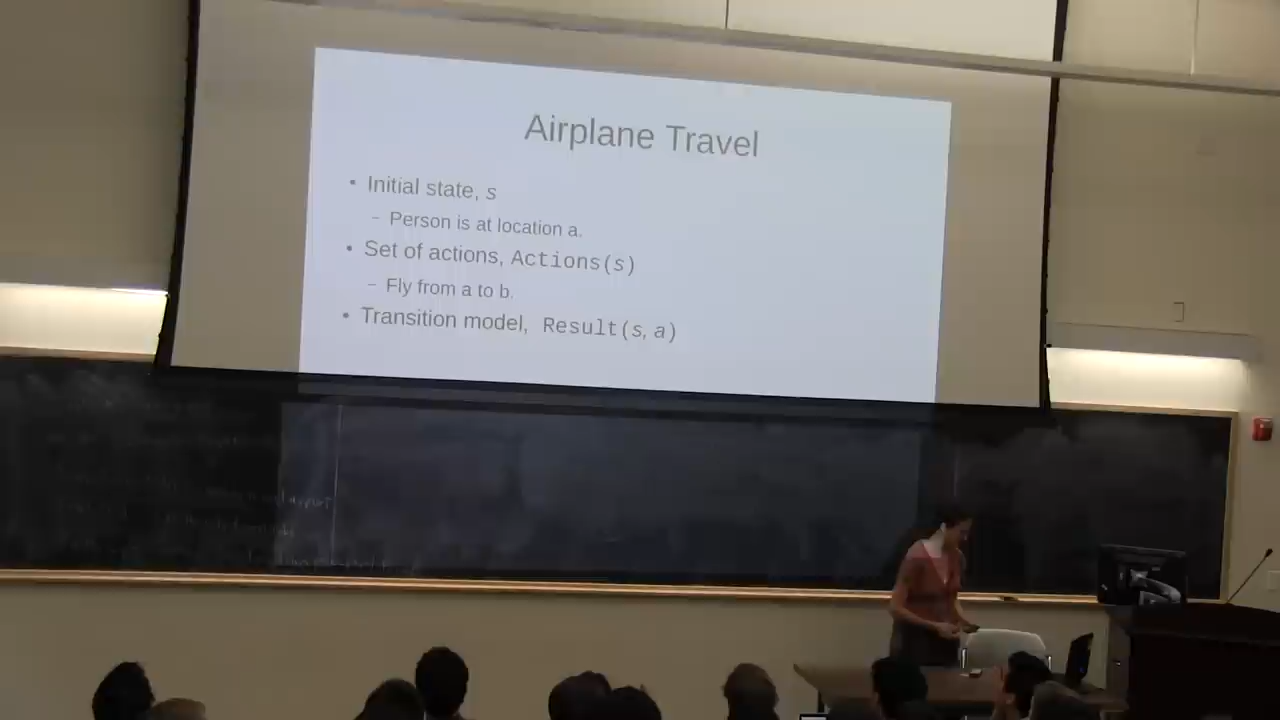 Airplane Travel
• Initial state, s
– Person is at location a.
• Set of actions, Actions(s)
– Fly from a to b.
• Transition model, Result(s, a)